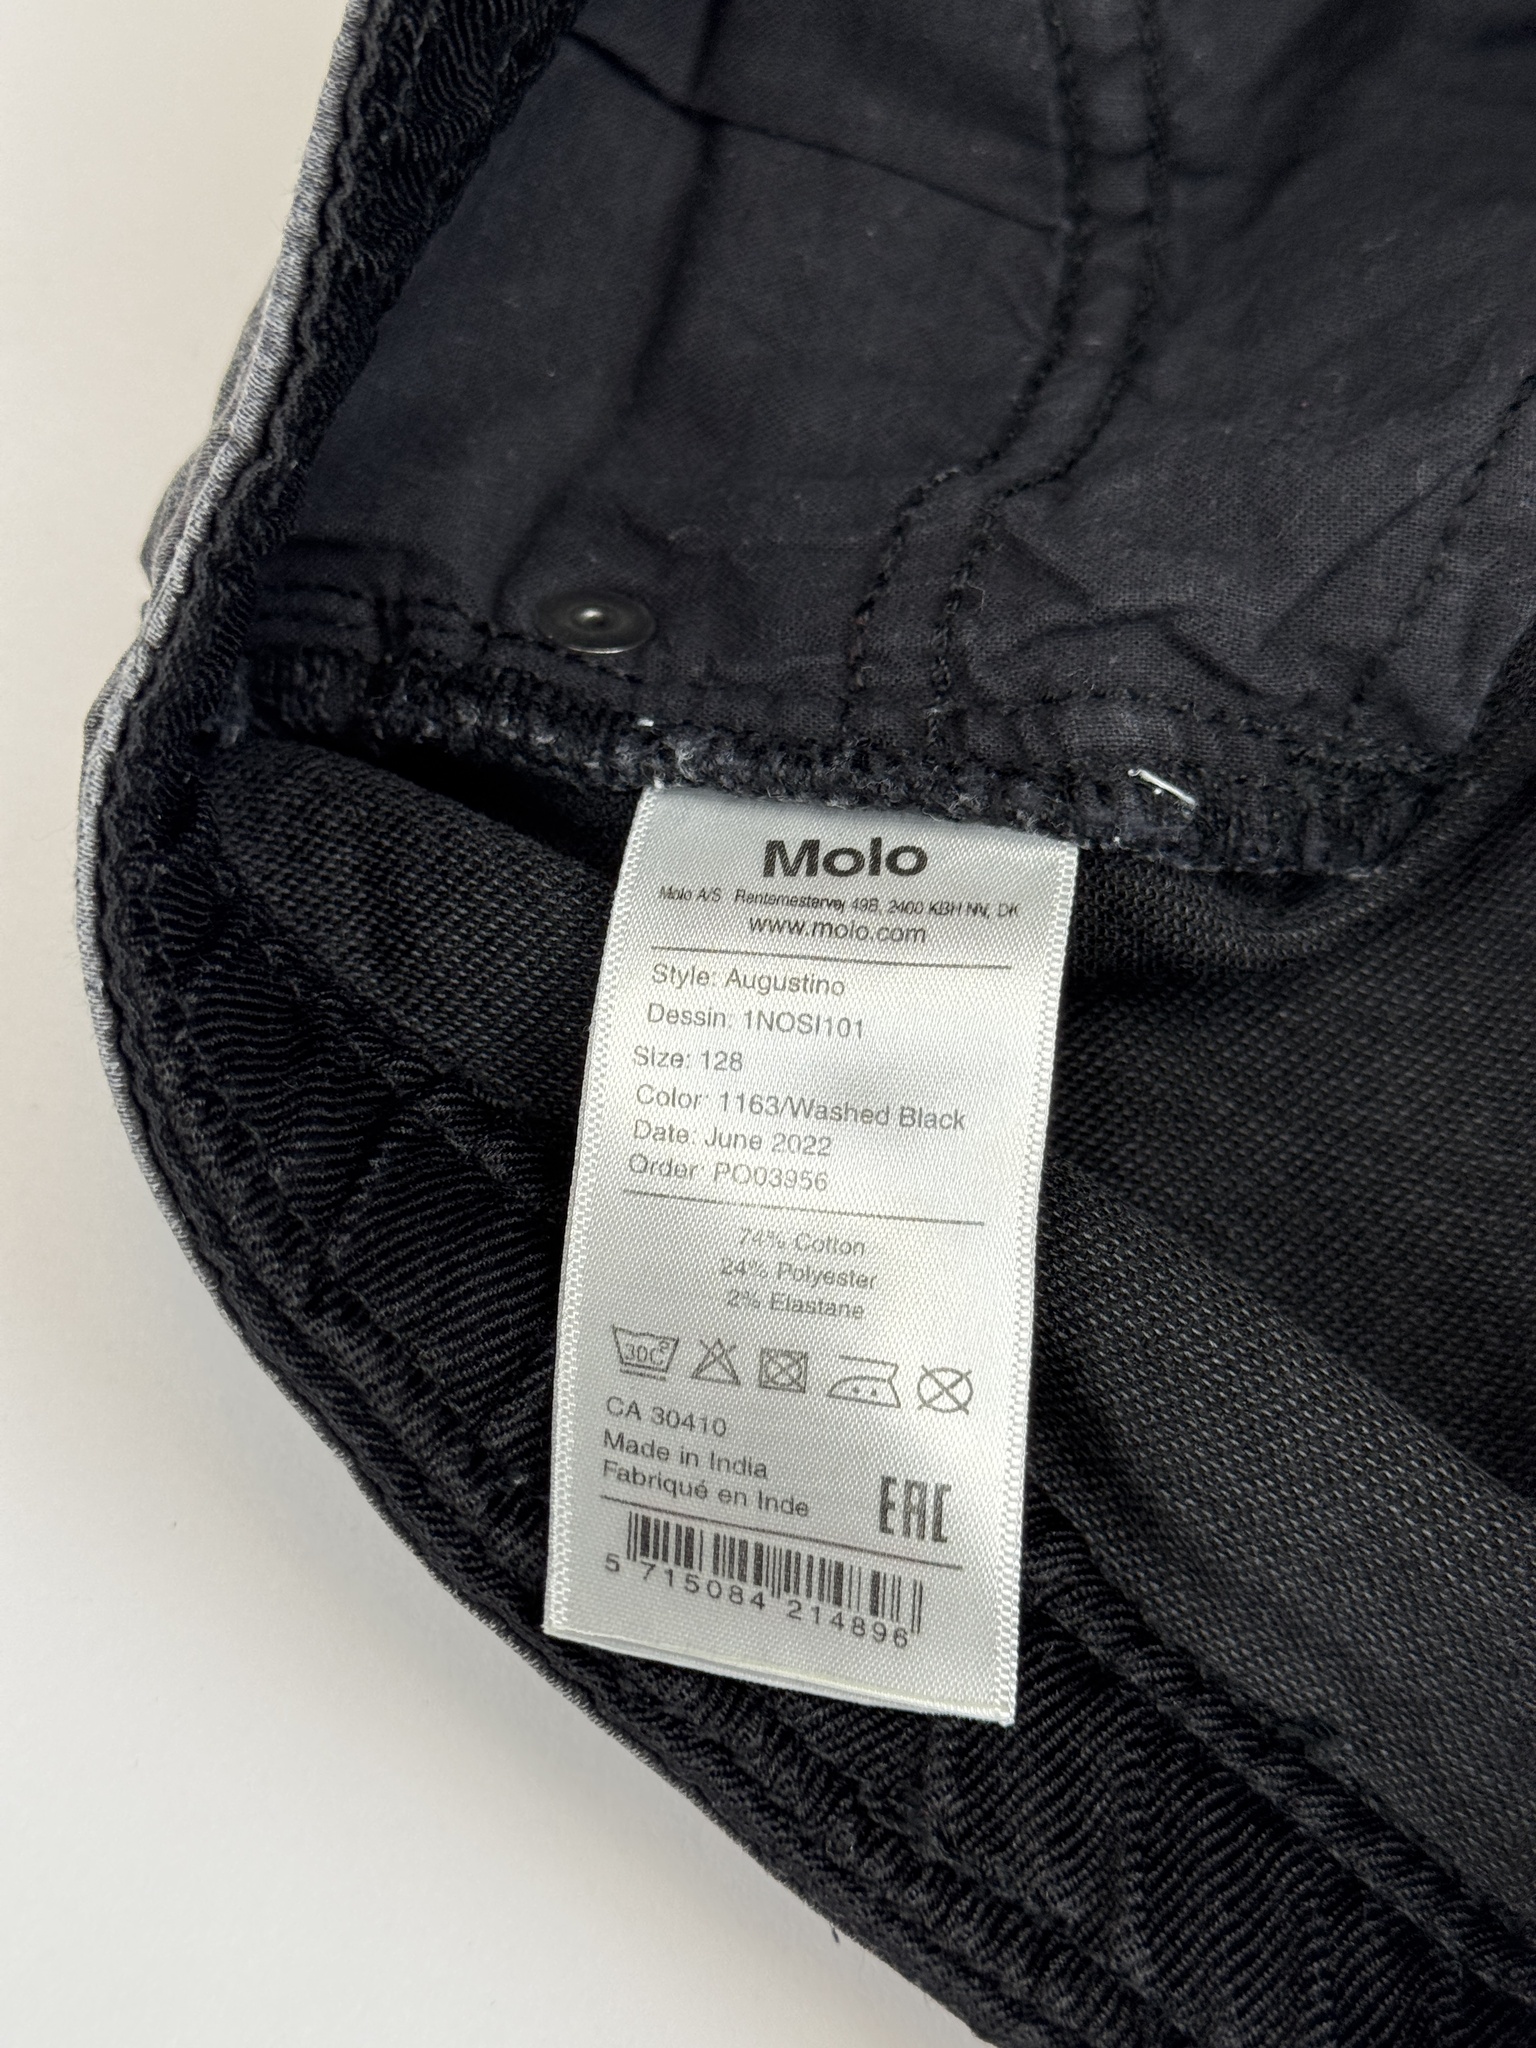 Molo
Molo A/S Rentemestervej 49B, 2400 KBH NV, DK
www.molo.com
Style: Augustino
Dessin: 1NOSI101
Size: 128
Color: 1163/Washed Black
Date: June 2022
Order: PO03956
74% Cotton
24% Polyester
2% Elastane
30C°
CA 30410
Made in India
Fabriqué en Inde
EAC
5 715084 214896